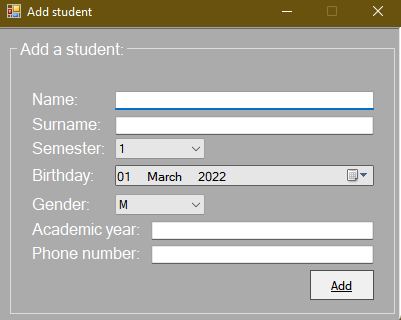 Add student
Add a student:
Name:
Surname:
Semester: 1
Birthday: 01 March 2022
Gender: M
Academic year:
Phone number:
Add